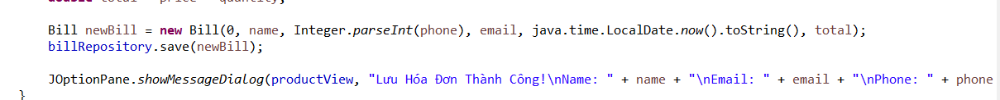 double total = price * quantity;
Bill newBill = new Bill(0, name, Integer.parseInt(phone), email, java.time.LocalDate.now().toString(), total);
billRepository.save(newBill);
JOptionPane.showMessageDialog(productView, "Lưu Hóa Đơn Thành Công!\nName: " + name + "\nEmail: " + email + "\nPhone: " + phone
}